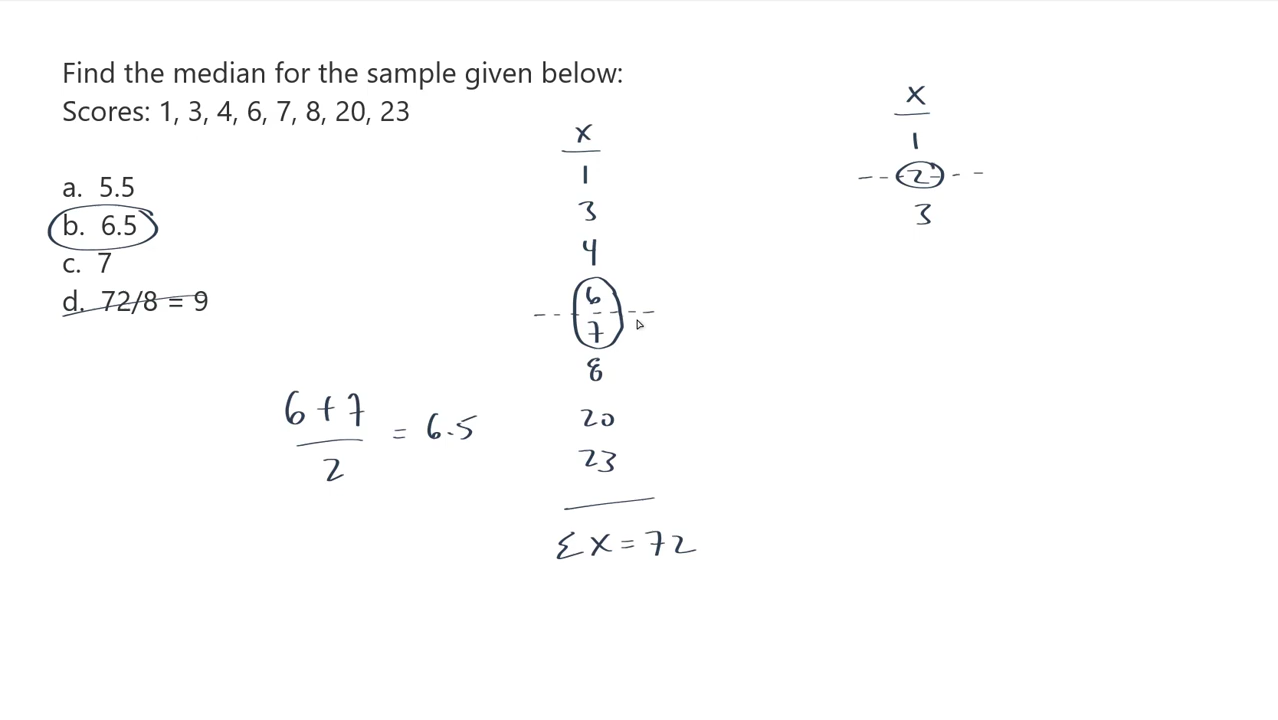 Find the median for the sample given below:
Scores: 1, 3, 4, 6, 7, 8, 20, 23
a. 5.5
b. 6.5
c. 7
d. 72/8 = 9
6 + 7
2
= 6.5
x
1
3
4
6
7
8
20
23
Σx = 72
x
1
2
3